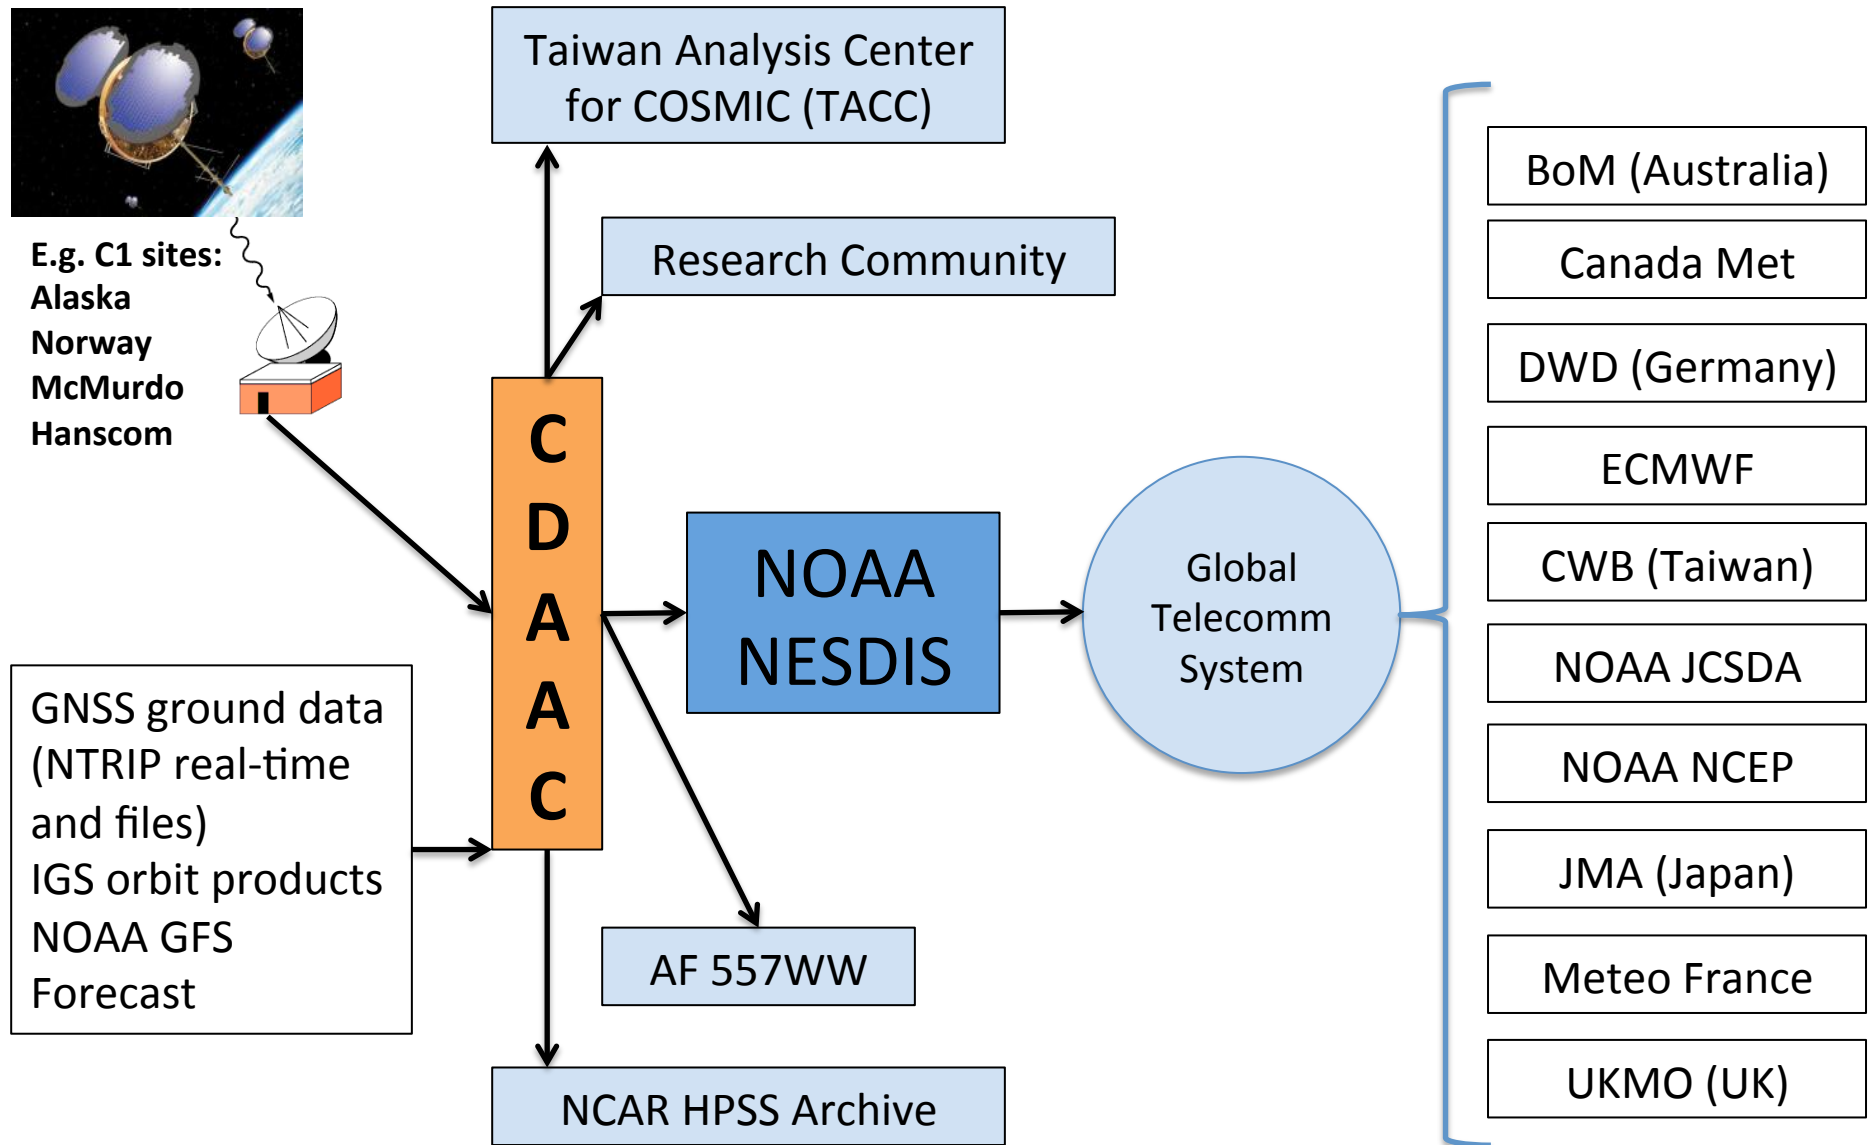 Taiwan Analysis Center
for COSMIC (TACC)
Research Community
E.g. C1 sites:
Alaska
Norway
McMurdo
Hanscom
C
D
A
A
C
GNSS ground data
(NTRIP real-time
and files)
IGS orbit products
NOAA GFS
Forecast
NOAA
NESDIS
AF 557WW
NCAR HPSS Archive
Global
Telecomm
System
BoM (Australia)
Canada Met
DWD (Germany)
ECMWF
CWB (Taiwan)
NOAA JCSDA
NOAA NCEP
JMA (Japan)
Meteo France
UKMO (UK)